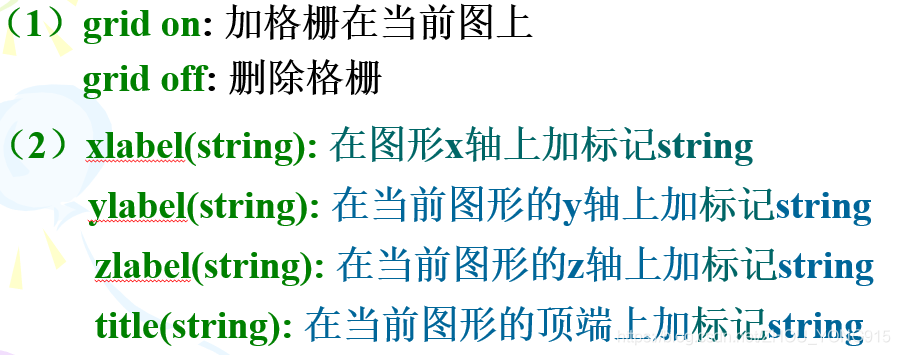 （1）grid on: 加格栅在当前图上
grid off: 删除格栅
（2）xlabel(string): 在图形x轴上加标记string
ylabel(string): 在当前图形的y轴上加标记string
zlabel(string): 在当前图形的z轴上加标记string
title(string): 在当前图形的顶端上加标记string